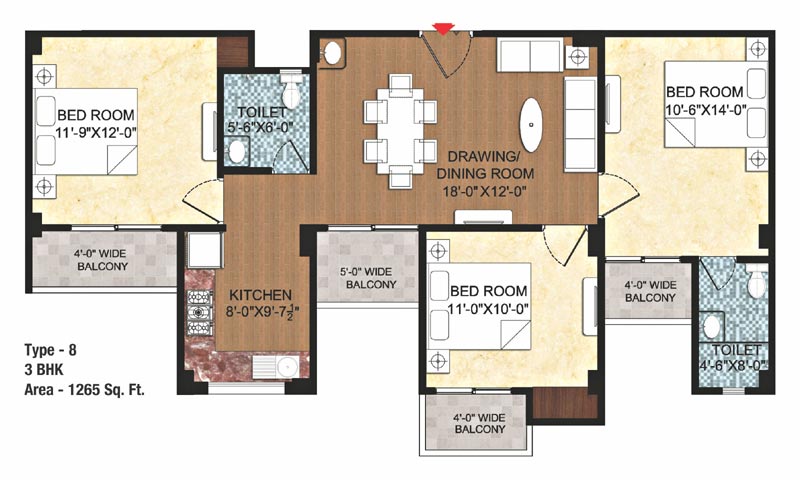 BED ROOM
11'-9"X12'-0"
TOILET
5'-6"X6'-0"
DRAWING/
DINING ROOM
18'-0"X12'-0"
BED ROOM
10'-6"X14'-0"
4'-0" WIDE
BALCONY
5'-0" WIDE
BALCONY
KITCHEN
8'-0"X9'-7½"
BED ROOM
11'-0"X10'-0"
4'-0" WIDE
BALCONY
TOILET
4'-6"X8'-0"
4'-0" WIDE
BALCONY
Type - 8
3 BHK
Area - 1265 Sq. Ft.